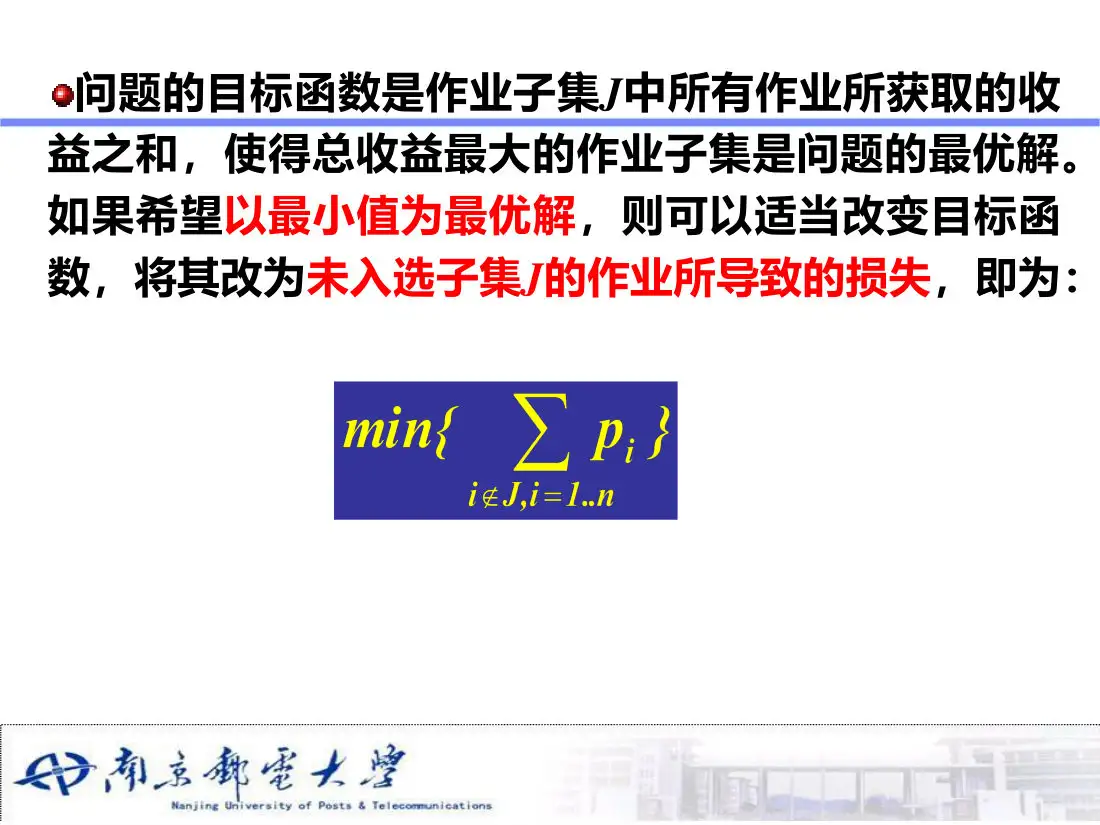 问题的目标函数是作业子集J中所有作业所获取的收
益之和，使得总收益最大的作业子集是问题的最优解。
如果希望以最小值为最优解，则可以适当改变目标函
数，将其改为未入选子集J的作业所导致的损失，即为：
min{ ∑ pi }
i∉J,i=1..n
南京郵電大學
Nanjing University of Posts & Telecommunications